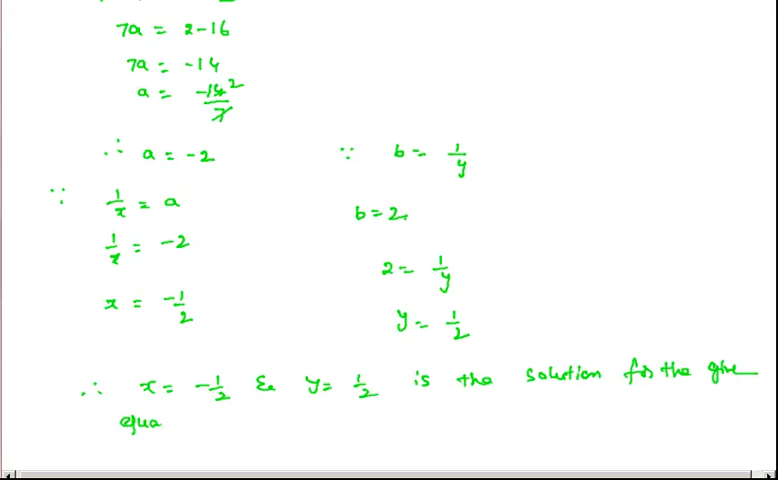 7a = 2-16
7a = -14
a = -14 2 / 7
∴ a = -2
∵ 1/x = a
1/x = -2
x = -1/2
∵ b = 1/y
b = 2
2 = 1/y
y = 1/2
∴ x = -1/2 & y = 1/2 is the solution for the give
equa